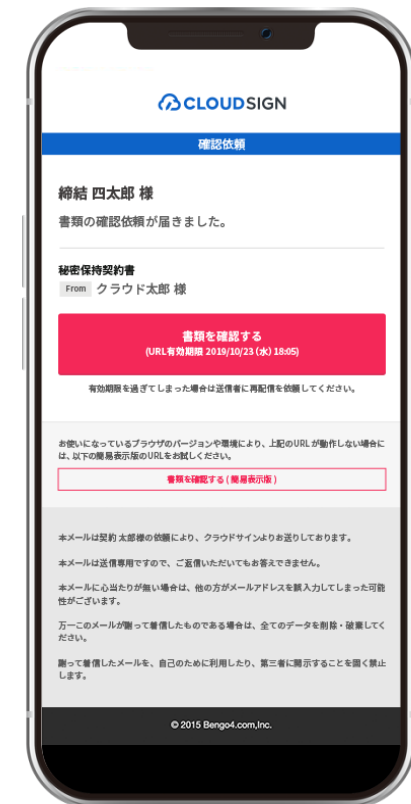 CLOUDSIGN
確認依頼
締結 四太郎 様
書類の確認依頼が届きました。
秘密保持契約書
From クラウド太郎 様
書類を確認する
(URL有効期限 2019/10/23 (水) 18:05)
有効期限を過ぎてしまった場合は送信者に再配信を依頼してください。
お使いになっているブラウザのバージョンや環境により、上記のURLが動作しない場合に
は、以下の簡易表示版のURLをお試しください。
書類を確認する ( 簡易表示版 )
本メールは契約 太郎様の依頼により、クラウドサインよりお送りしております。
本メールは送信専用ですので、ご返信いただいてもお答えできません。
本メールに心当たりが無い場合は、他の方がメールアドレスを誤入力してしまった可能
性がございます。
万一このメールが謝って着信したものである場合は、全てのデータを削除・破棄してく
ださい。
謝って着信したメールを、自己のために利用したり、第三者に開示することを固く禁止
します。
© 2015 Bengo4.com,Inc.